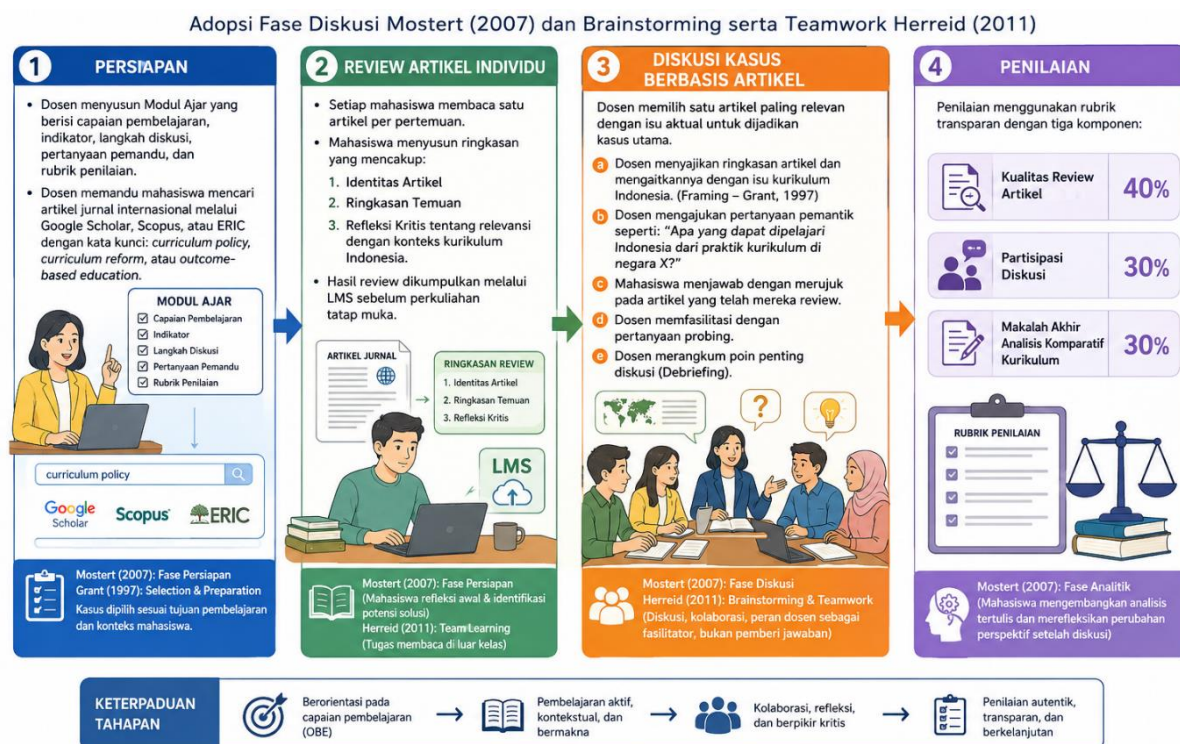 Adopsi Fase Diskusi Mostert (2007) dan Brainstorming serta Teamwork Herreid (2011)
1 PERSIAPAN
• Dosen menyusun Modul Ajar yang
berisi capaian pembelajaran,
indikator, langkah diskusi,
pertanyaan pemandu, dan
rubrik penilaian.
• Dosen memandu mahasiswa mencari
artikel jurnal internasional melalui
Google Scholar, Scopus, atau ERIC
dengan kata kunci: curriculum policy,
curriculum reform, atau outcome-
based education.
MODUL AJAR
Capaian Pembelajaran
Indikator
Langkah Diskusi
Pertanyaan Pemandu
Rubrik Penilaian
curriculum policy
Google
Scholar
Scopus
ERIC
Mostert (2007): Fase Persiapan
Grant (1997): Selection & Preparation
Kasus dipilih sesuai tujuan pembelajaran
dan konteks mahasiswa.
2 REVIEW ARTIKEL INDIVIDU
• Setiap mahasiswa membaca satu
artikel per pertemuan.
• Mahasiswa menyusun ringkasan
yang mencakup:
1. Identitas Artikel
2. Ringkasan Temuan
3. Refleksi Kritis tentang relevansi
dengan konteks kurikulum
Indonesia.
• Hasil review dikumpulkan melalui
LMS sebelum perkuliahan
tatap muka.
ARTIKEL JURNAL
RINGKASAN REVIEW
1. Identitas Artikel
2. Ringkasan Temuan
3. Refleksi Kritis
LMS
Mostert (2007): Fase Persiapan
(Mahasiswa refleksi awal & identifikasi
potensi solusi)
Herreid (2011): Team Learning
(Tugas membaca di luar kelas)
3 DISKUSI KASUS
BERBASIS ARTIKEL
Dosen memilih satu artikel paling relevan
dengan isu aktual untuk dijadikan
kasus utama.
a Dosen menyajikan ringkasan artikel dan
mengaitkannya dengan isu kurikulum
Indonesia. (Framing – Grant, 1997)
b Dosen mengajukan pertanyaan pemantik
seperti: “Apa yang dapat dipelajari
Indonesia dari praktik kurikulum di
negara X?”
c Mahasiswa menjawab dengan merujuk
pada artikel yang telah mereka review.
d Dosen memfasilitasi dengan
pertanyaan probing.
e Dosen merangkum poin penting
diskusi (Debriefing).
?
Mostert (2007): Fase Diskusi
Herreid (2011): Brainstorming & Teamwork
(Diskusi, kolaborasi, peran dosen sebagai
fasilitator, bukan pemberi jawaban)
4 PENILAIAN
Penilaian menggunakan rubrik
transparan dengan tiga komponen:
Kualitas Review
Artikel
40%
Partisipasi
Diskusi
30%
Makalah Akhir
Analisis Komparatif
Kurikulum
30%
RUBRIK PENILAIAN
Mostert (2007): Fase Analitik
(Mahasiswa mengembangkan analisis
tertulis dan merefleksikan perubahan
perspektif setelah diskusi)
KETERPADUAN
TAHAPAN
Berorientasi pada
capaian pembelajaran
(OBE)
Pembelajaran aktif,
kontekstual, dan
bermakna
Kolaborasi, refleksi,
dan berpikir kritis
Penilaian autentik,
transparan, dan
berkelanjutan